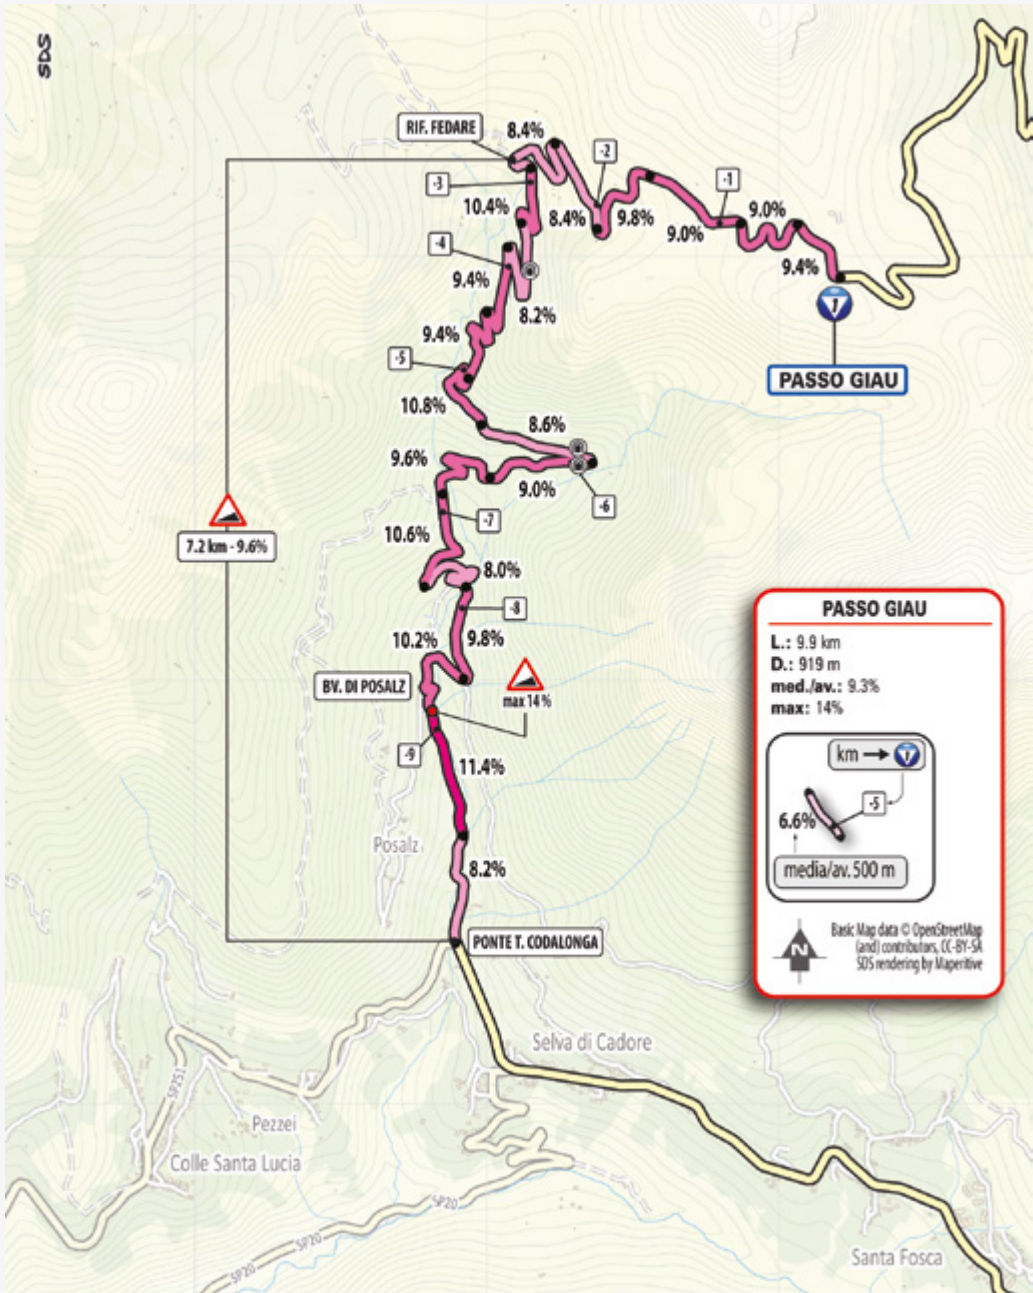 SDS
RIF. FEDARE
8.4%
-2
-3
10.4%
8.4%
9.8%
-1
9.0%
9.0%
-4
9.4%
9.4%
8.2%
9.4%
-5
PASSO GIAU
10.8%
8.6%
9.6%
9.0%
-6
-7
10.6%
7.2 km - 9.6%
8.0%
-8
10.2%
9.8%
BV. DI POSALZ
max 14%
-9
11.4%
Posalz
8.2%
PONTE T. CODALONGA
PASSO GIAU
L.: 9.9 km
D.: 919 m
med./av.: 9.3%
max: 14%
km
-5
6.6%
media/av. 500 m
N
Basic Map data © OpenStreetMap
(and) contributors, CC-BY-SA
SDS rendering by Maperitive
Selva di Cadore
SP251
Pezzei
Colle Santa Lucia
SP20
SP20
SP20
Santa Fosca